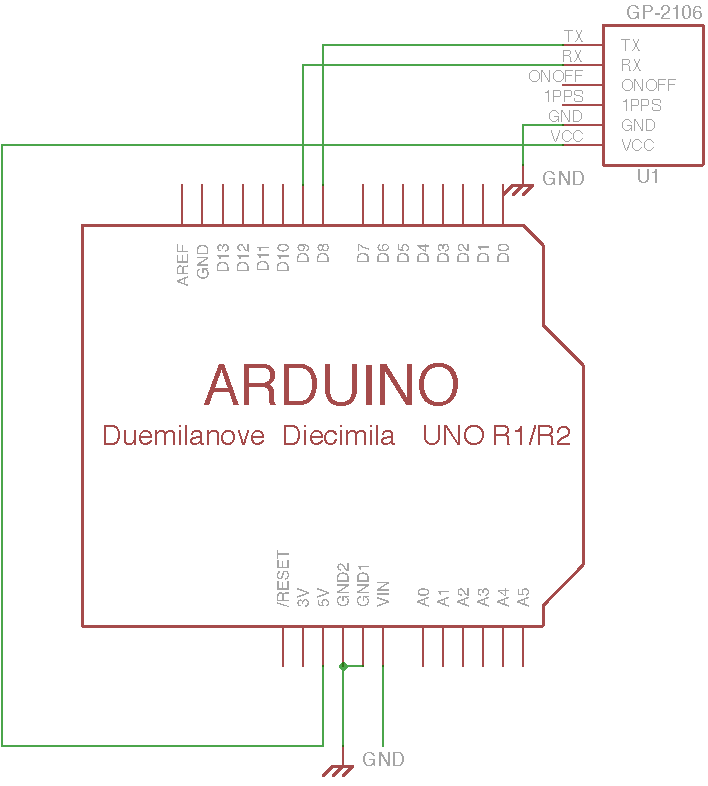 GP-2106
TX TX
RX RX
ONOFF ONOFF
1PPS 1PPS
GND GND
VCC VCC
GND U1
AREF GND D13 D12 D11 D10 D9 D8 D7 D6 D5 D4 D3 D2 D1 D0
ARDUINO
Duemilanove Diecimila UNO R1/R2
/RESET 3V 5V GND2 GND1 VIN A0 A1 A2 A3 A4 A5
GND